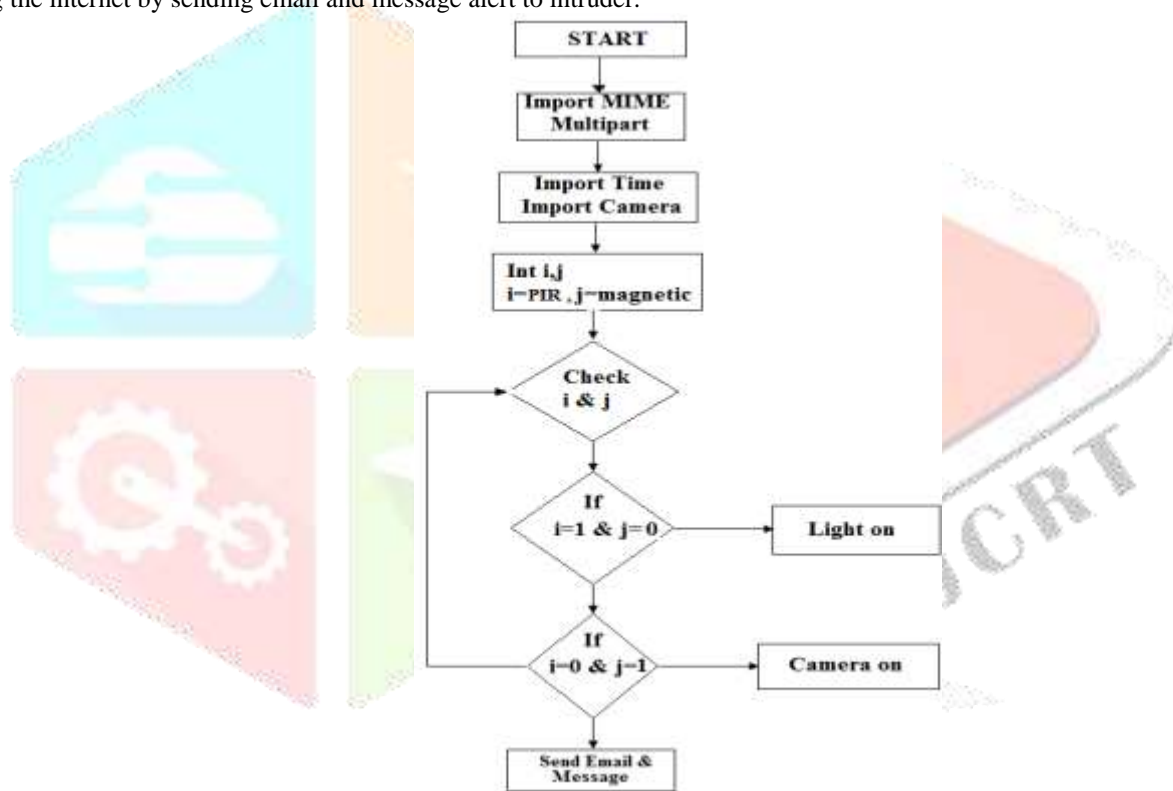 g the internet by sending email and message alert to intruder.
START
Import MIME
Multipart
Import Time
Import Camera
Int i,j
i=PIR , j=magnetic
Check
i & j
If
i=1 & j=0
Light on
If
i=0 & j=1
Camera on
Send Email &
Message
CRT